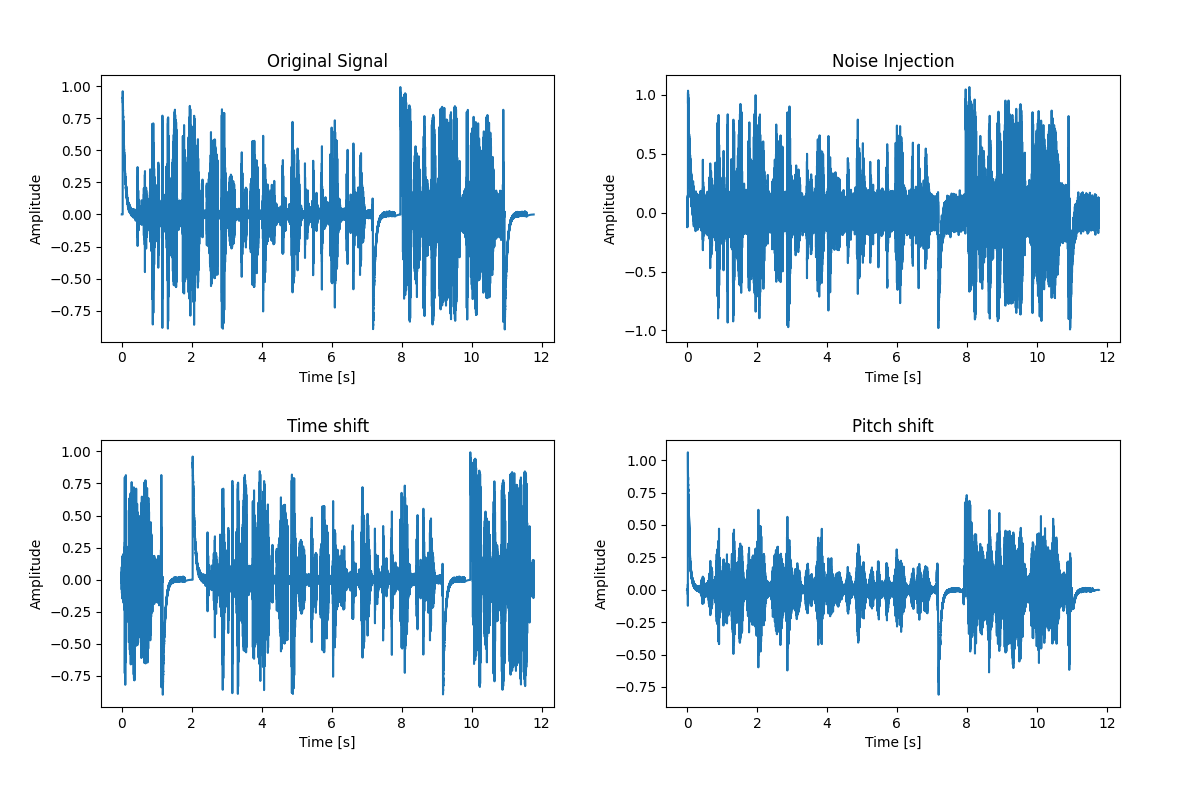 Original Signal
1.00
0.75
0.50
0.25
0.00
−0.25
−0.50
−0.75
Amplitude
0 2 4 6 8 10 12
Time [s]
Noise Injection
1.0
0.5
0.0
−0.5
−1.0
Amplitude
0 2 4 6 8 10 12
Time [s]
Time shift
1.00
0.75
0.50
0.25
0.00
−0.25
−0.50
−0.75
Amplitude
0 2 4 6 8 10 12
Time [s]
Pitch shift
1.00
0.75
0.50
0.25
0.00
−0.25
−0.50
−0.75
Amplitude
0 2 4 6 8 10 12
Time [s]